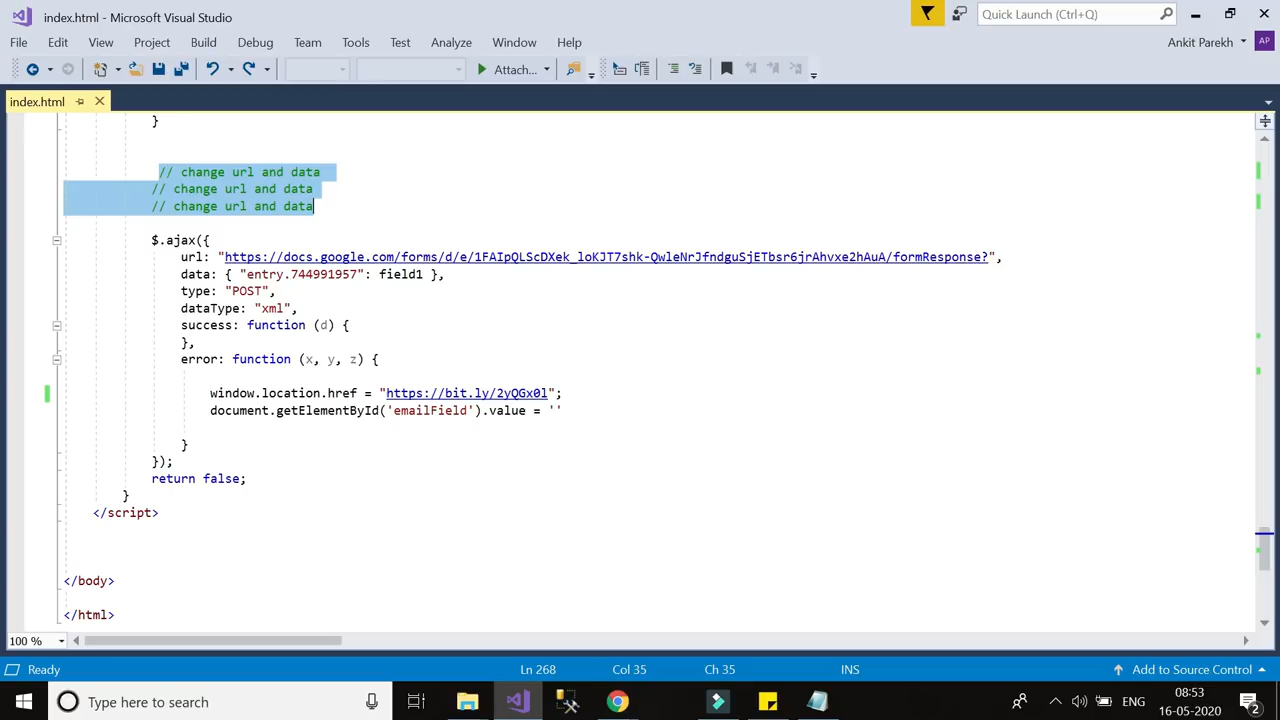 index.html - Microsoft Visual Studio
Quick Launch (Ctrl+Q)
File Edit View Project Build Debug Team Tools Test Analyze Window Help
Ankit Parekh AP
Attach...
index.html
}
// change url and data
// change url and data
// change url and data
$.ajax({
url: "https://docs.google.com/forms/d/e/1FAIpQLScDXek_loKJT7shk-QwleNrJfndguSjETbsr6jrAhvxe2hAuA/formResponse?",
data: { "entry.744991957": field1 },
type: "POST",
dataType: "xml",
success: function (d) {
},
error: function (x, y, z) {
window.location.href = "https://bit.ly/2yQGx0l";
document.getElementById('emailField').value = ''
}
});
return false;
}
</script>
</body>
</html>
100 %
Ready Ln 268 Col 35 Ch 35 INS Add to Source Control
Type here to search
ENG
08:53
16-05-2020
2